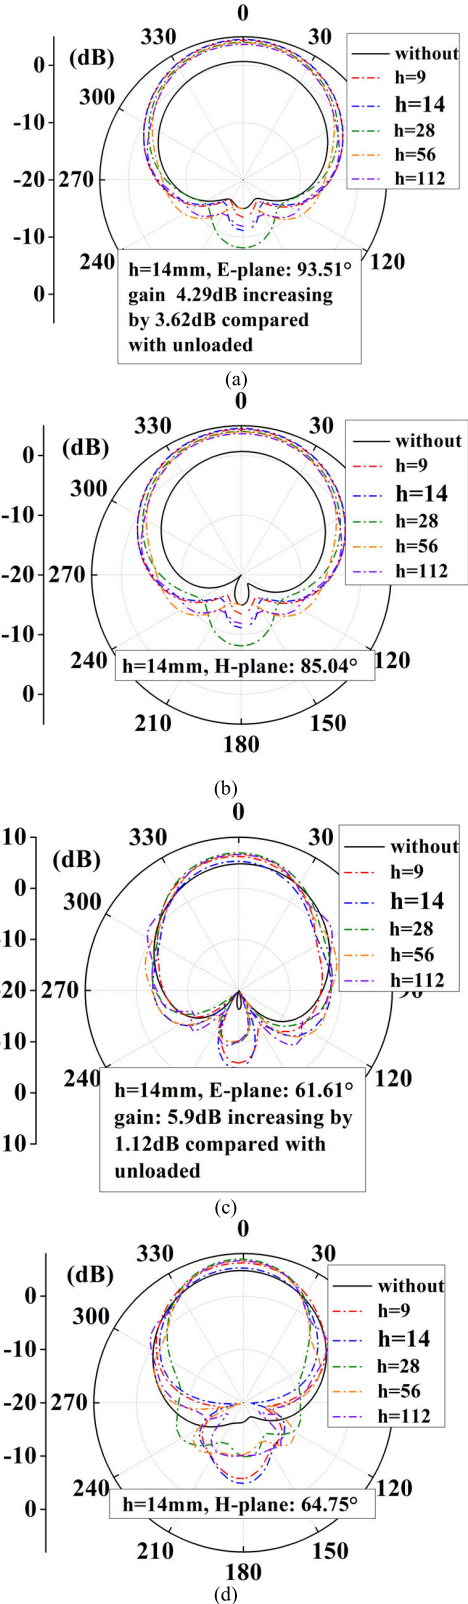 0
330
30
(dB)
0
300
-10
-20
270
-10
240
120
0
without
h=9
h=14
h=28
h=56
h=112
h=14mm, E-plane: 93.51°
gain 4.29dB increasing
by 3.62dB compared
with unloaded
(a)
0
330
30
(dB)
0
300
-10
-20
270
-10
240
120
0
210
150
180
without
h=9
h=14
h=28
h=56
h=112
h=14mm, H-plane: 85.04°
(b)
0
10
330
30
(dB)
0
300
-10
-20
270
-10
240
120
0
10
without
h=9
h=14
h=28
h=56
h=112
h=14mm, E-plane: 61.61°
gain: 5.9dB increasing by
1.12dB compared with
unloaded
(c)
0
330
30
(dB)
0
300
-10
-20
270
-10
240
120
0
210
150
180
without
h=9
h=14
h=28
h=56
h=112
h=14mm, H-plane: 64.75°
(d)